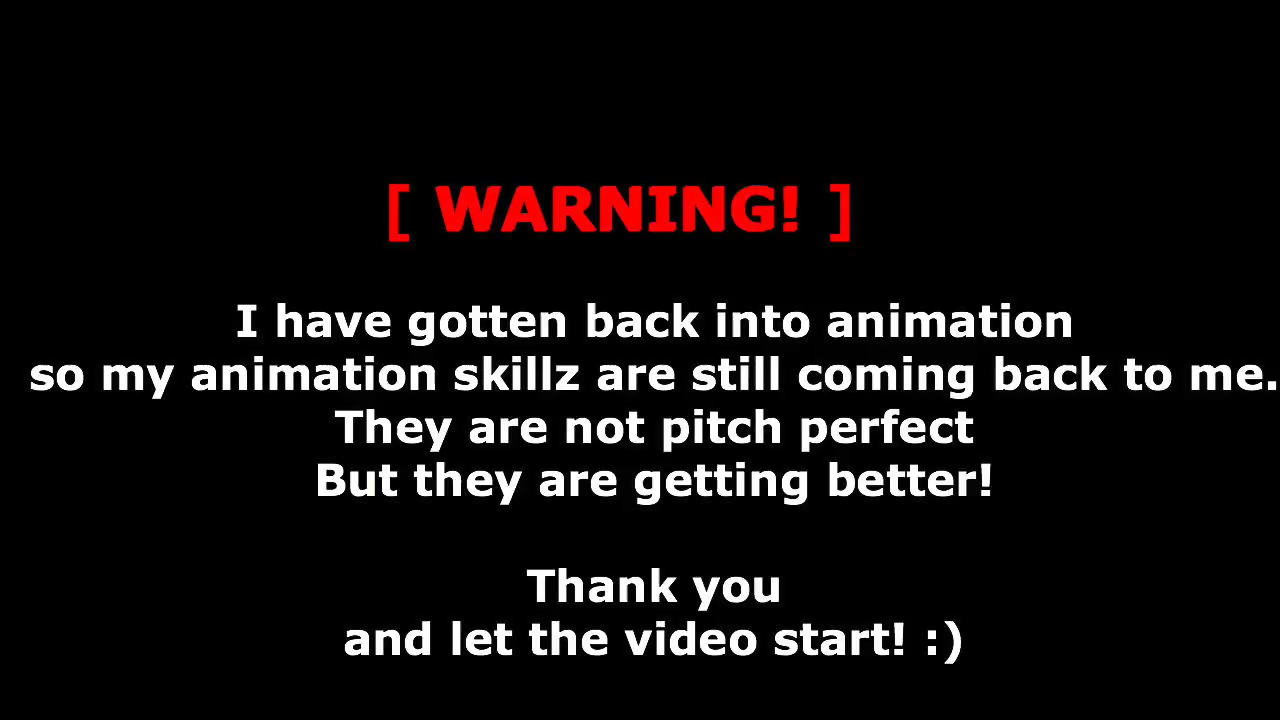 [ WARNING! ]
I have gotten back into animation
so my animation skillz are still coming back to me.
They are not pitch perfect
But they are getting better!
Thank you
and let the video start! :)